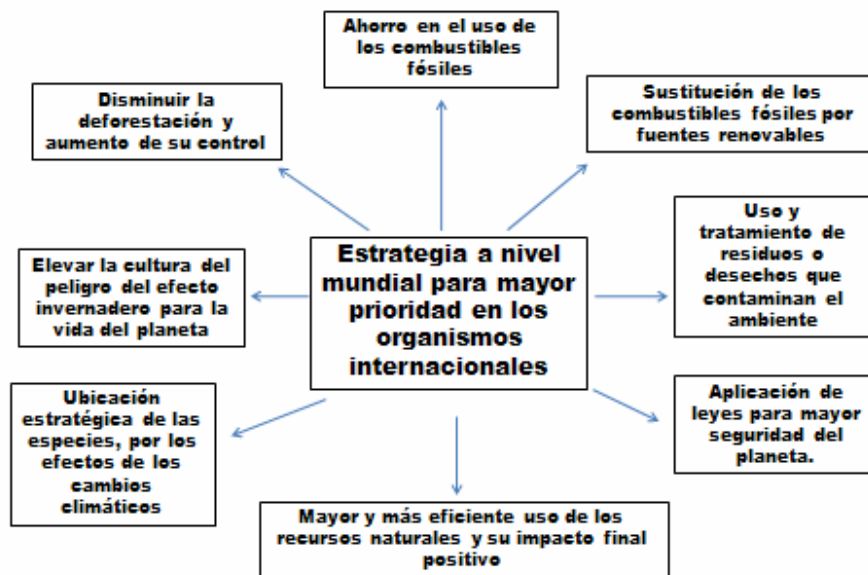 Ahorro en el uso de
los combustibles
fósiles
Disminuir la
deforestación y
aumento de su control
Sustitución de los
combustibles fósiles por
fuentes renovables
Elevar la cultura del
peligro del efecto
invernadero para la
vida del planeta
Estrategia a nivel
mundial para mayor
prioridad en los
organismos
internacionales
Uso y
tratamiento de
residuos o
desechos que
contaminan el
ambiente
Ubicación
estratégica de las
especies, por los
efectos de los
cambios
climáticos
Aplicación de
leyes para mayor
seguridad del
planeta.
Mayor y más eficiente uso de los
recursos naturales y su impacto final
positivo